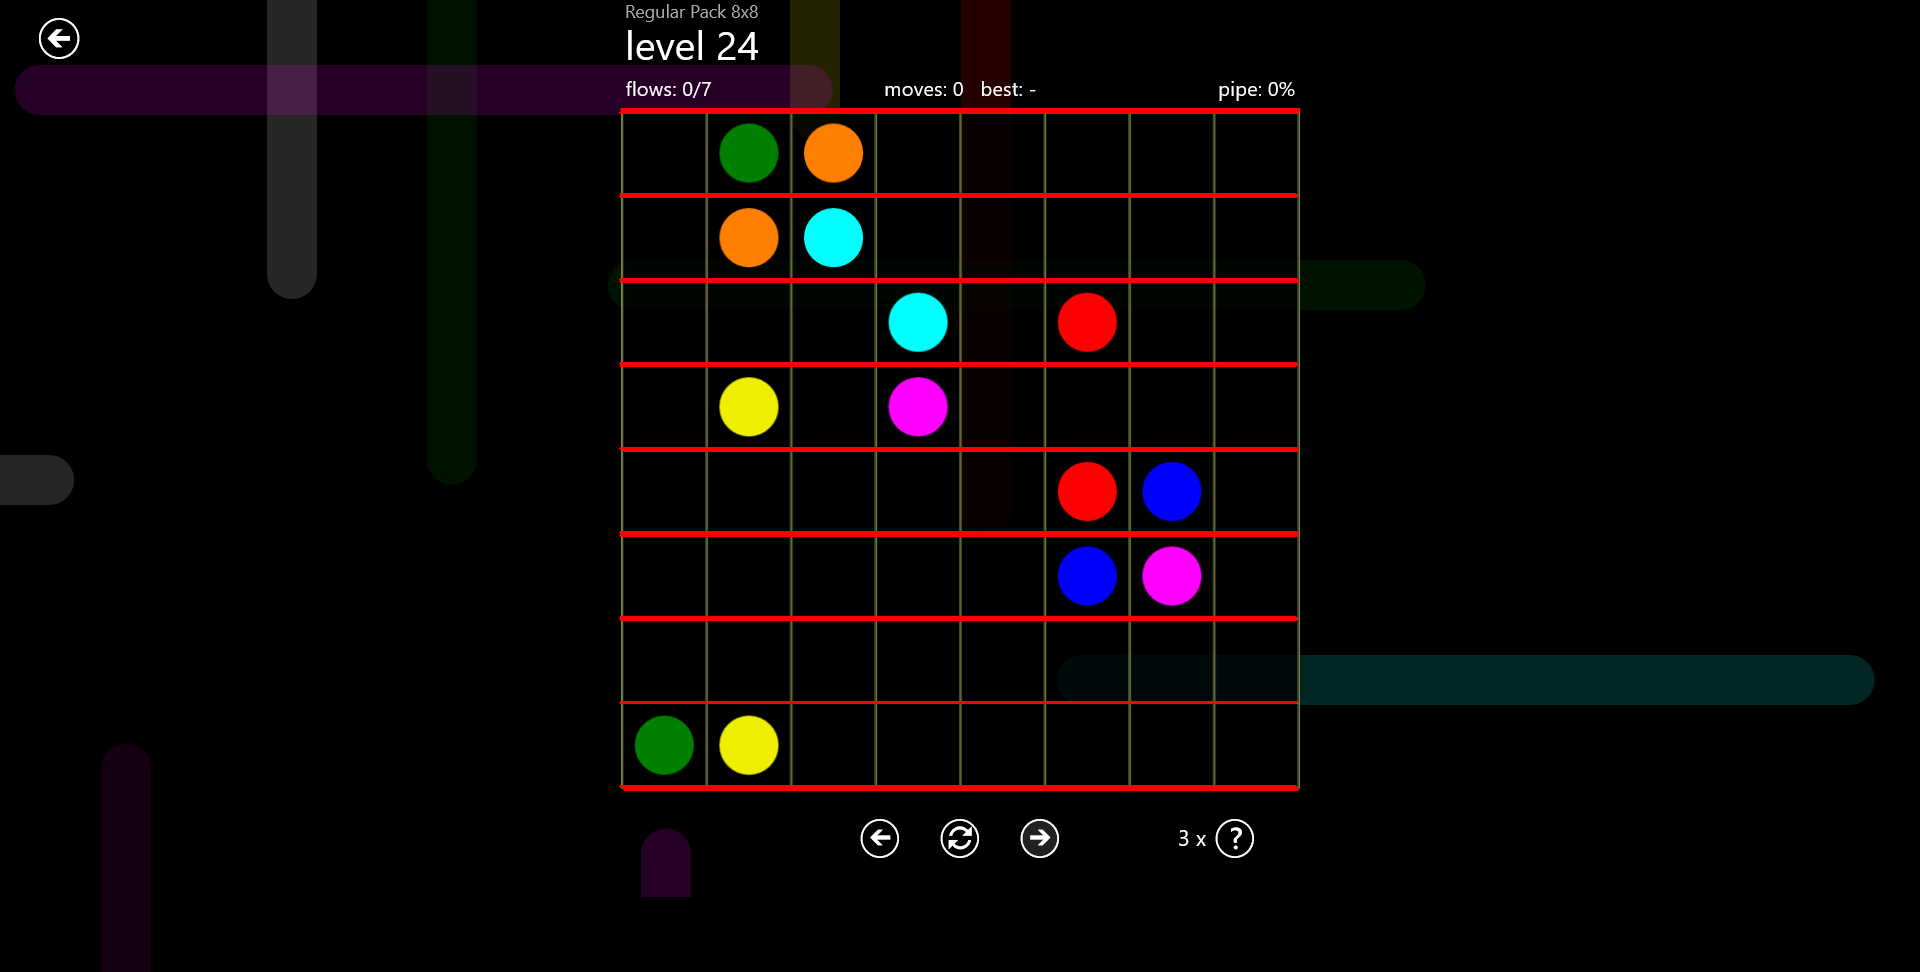 Regular Pack 8x8
level 24
flows: 0/7 moves: 0 best: - pipe: 0%
3 x ?